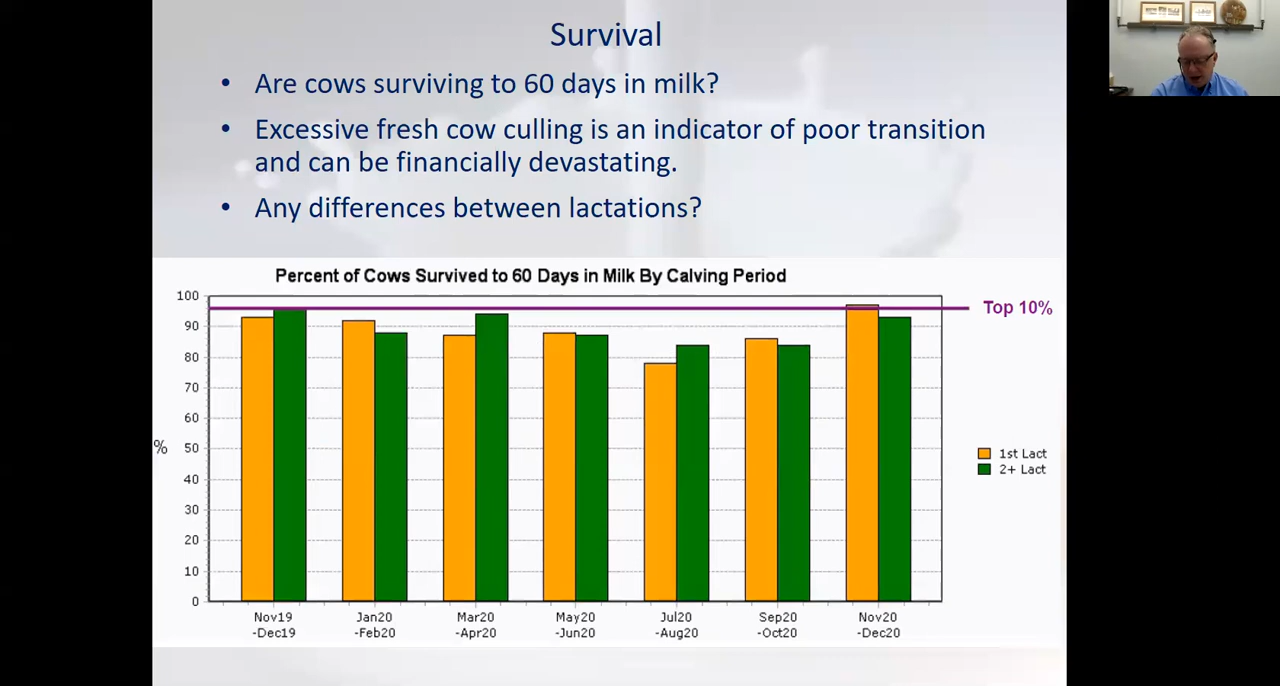 Survival
• Are cows surviving to 60 days in milk?
• Excessive fresh cow culling is an indicator of poor transition
and can be financially devastating.
• Any differences between lactations?
Percent of Cows Survived to 60 Days in Milk By Calving Period
100
90
80
70
60
50
40
30
20
10
0
%
Top 10%
1st Lact
2+ Lact
Nov19 Jan20 Mar20 May20 Jul20 Sep20 Nov20
-Dec19 -Feb20 -Apr20 -Jun20 -Aug20 -Oct20 -Dec20